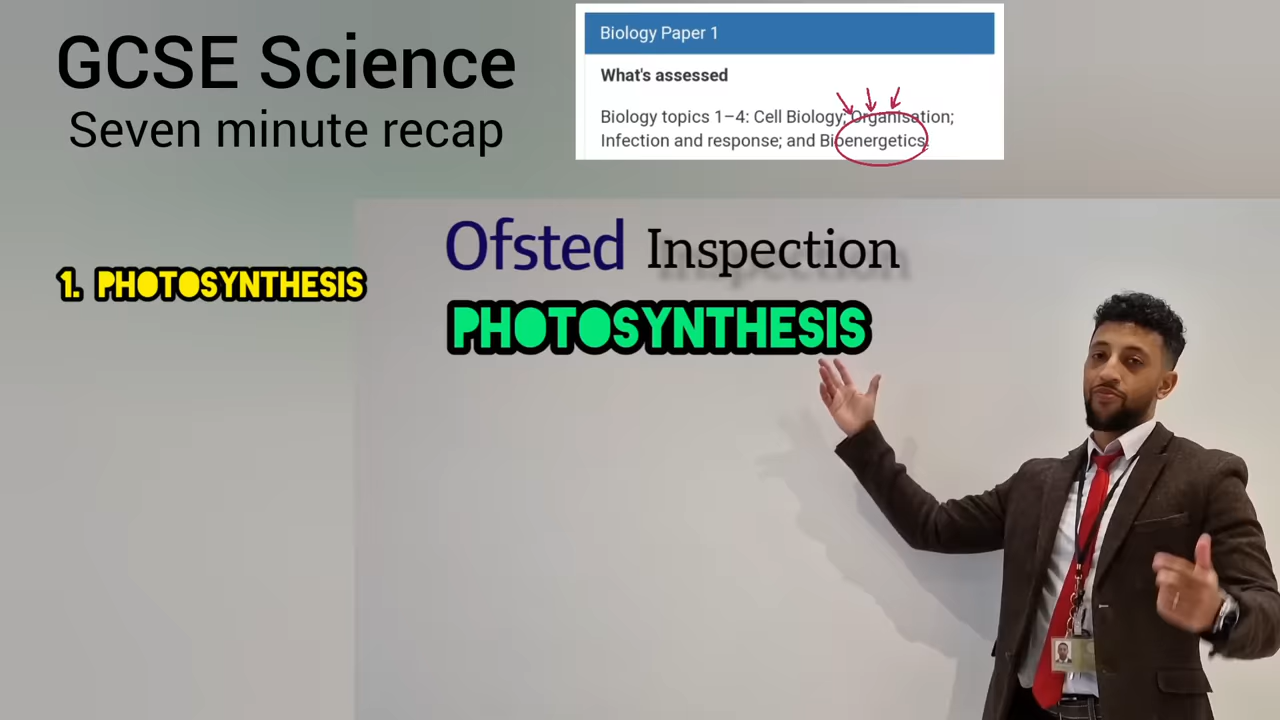 GCSE Science
Seven minute recap
Biology Paper 1
What's assessed
Biology topics 1–4: Cell Biology; Organisation;
Infection and response; and Bioenergetics.
Ofsted Inspection
1. PHOTOSYNTHESIS
PHOTOSYNTHESIS